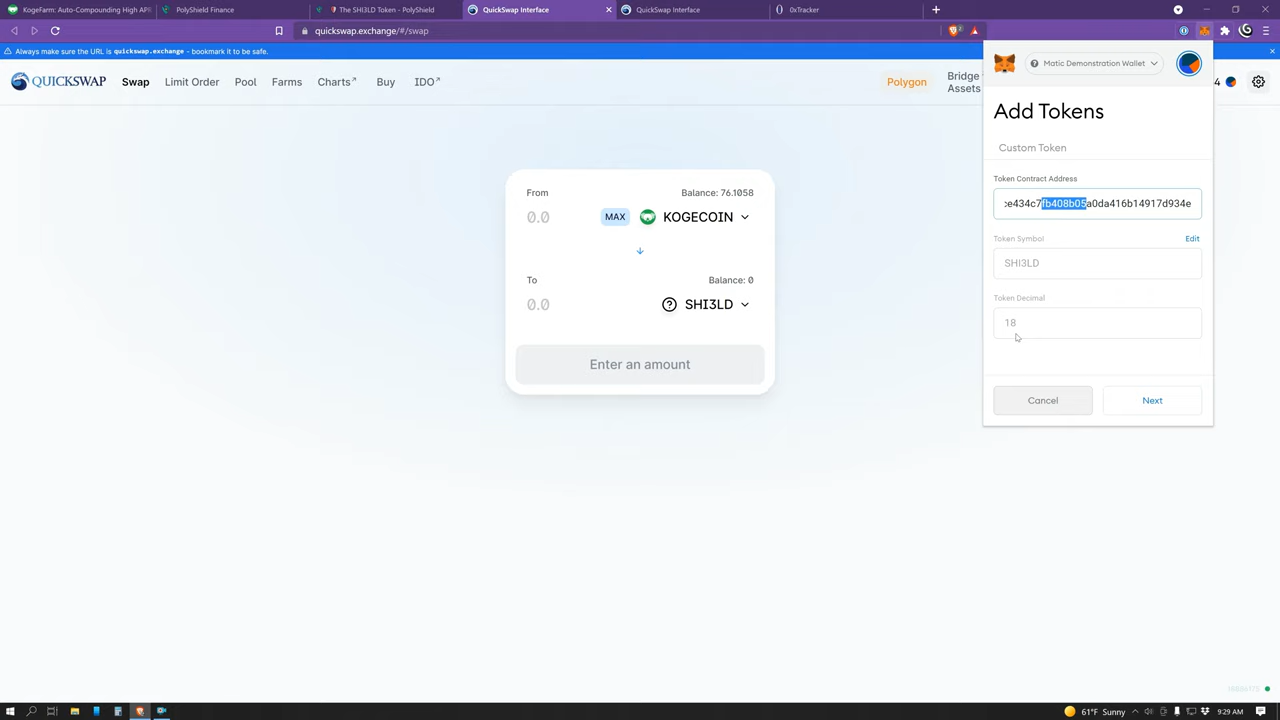 KogeFarm: Auto-Compounding High APR
PolyShield Finance
The SHI3LD Token - PolyShield
QuickSwap Interface
QuickSwap Interface
0xTracker
quickswap.exchange/#/swap
Always make sure the URL is quickswap.exchange - bookmark it to be safe.
QUICKSWAP
Swap
Limit Order
Pool
Farms
Charts
Buy
IDO
Polygon
Bridge
Assets
4
Matic Demonstration Wallet
Add Tokens
Custom Token
Token Contract Address
:e434c7fb408b05a0da416b14917d934e
Token Symbol
Edit
SHI3LD
Token Decimal
18
Cancel
Next
From
Balance: 76.1058
0.0
MAX
KOGECOIN
To
Balance: 0
0.0
SHI3LD
Enter an amount
61°F Sunny
9:29 AM